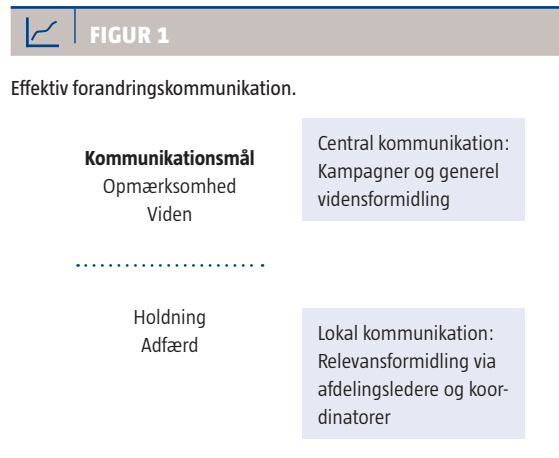 FIGUR 1
Effektiv forandringskommunikation.
Kommunikationsmål
Opmærksomhed
Viden
Central kommunikation:
Kampagner og generel
vidensformidling
Holdning
Adfærd
Lokal kommunikation:
Relevansformidling via
afdelingsledere og koor-
dinatorer